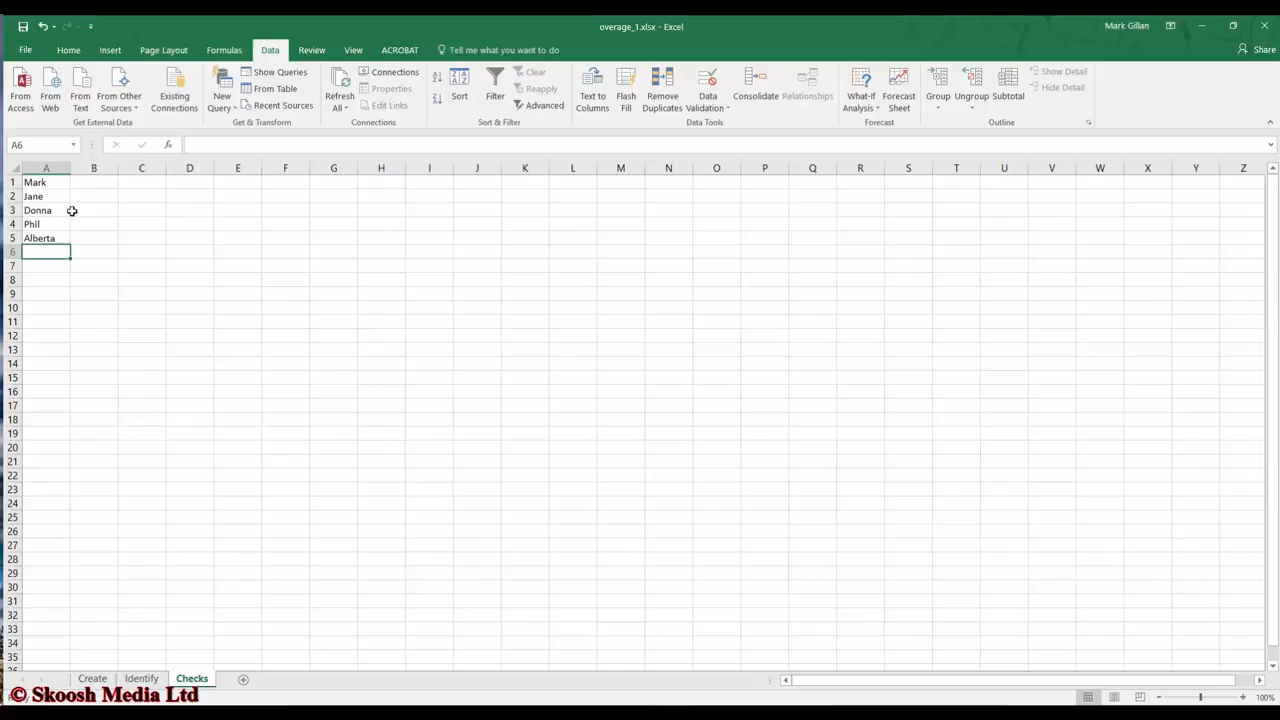 overage_1.xlsx - Excel
Mark Gillan
File Home Insert Page Layout Formulas Data Review View ACROBAT Tell me what you want to do Share
From Access
From Web
From Text
From Other Sources
Existing Connections
Get External Data
New Query
Show Queries
From Table
Recent Sources
Get & Transform
Refresh All
Connections
Properties
Edit Links
Connections
Sort
Filter
Clear
Reapply
Advanced
Sort & Filter
Text to Columns
Flash Fill
Remove Duplicates
Data Validation
Consolidate
Relationships
Data Tools
What-If Analysis
Forecast Sheet
Forecast
Group
Ungroup
Subtotal
Show Detail
Hide Detail
Outline
A6 fx
A B C D E F G H I J K L M N O P Q R S T U V W X Y Z
1 Mark
2 Jane
3 Donna
4 Phil
5 Alberta
6
7
8
9
10
11
12
13
14
15
16
17
18
19
20
21
22
23
24
25
26
27
28
29
30
31
32
33
34
35
Create Identify Checks
© Skoosh Media Ltd
100%